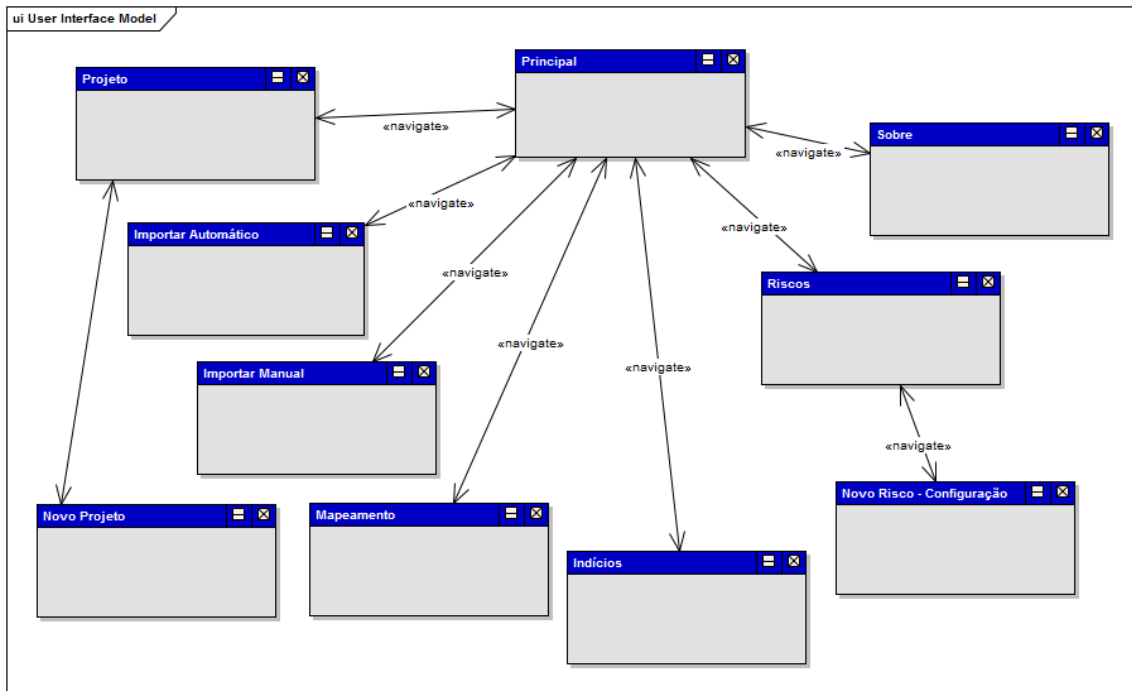 ui User Interface Model
Principal
Projeto
«navigate»
Sobre
«navigate»
«navigate»
Importar Automático
«navigate»
«navigate»
Riscos
«navigate»
Importar Manual
«navigate»
«navigate»
Novo Risco - Configuração
Novo Projeto
Mapeamento
Indícios